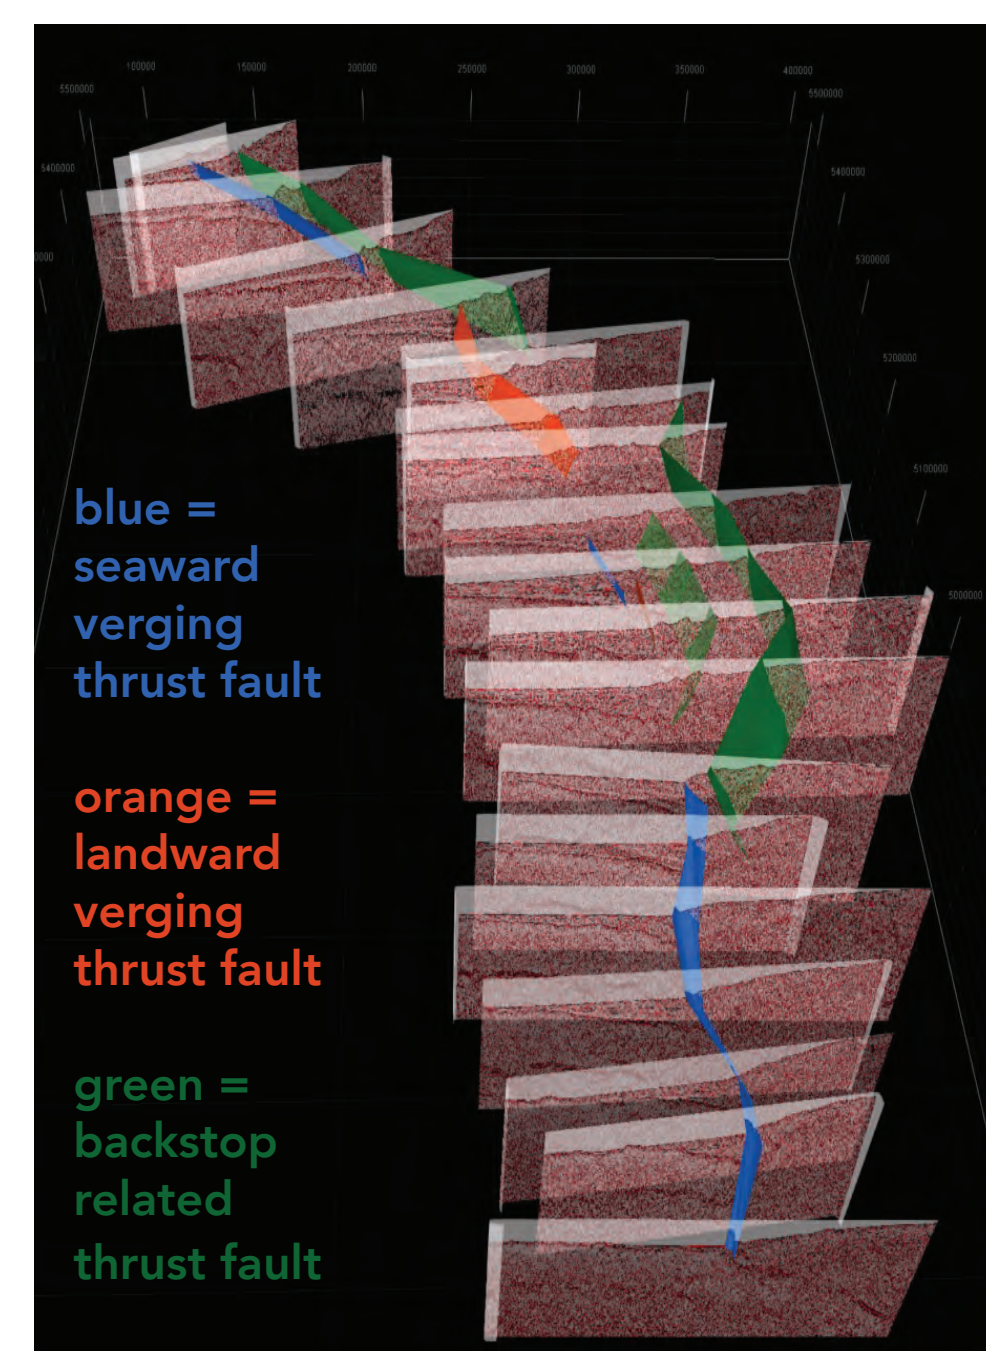 100000 150000 200000 250000 300000 350000 400000
5500000 5500000
5400000 5400000
0000 5300000
5200000
5100000
5000000
blue =
seaward
verging
thrust fault
orange =
landward
verging
thrust fault
green =
backstop
related
thrust fault